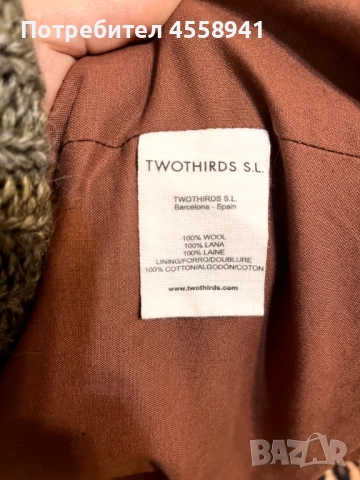 Потребител 4558941
TWOTHIRDS S.L.
TWOTHIRDS S.L.
Barcelona - Spain
100% WOOL
100% LANA
100% LAINE
LINING/FORRO/DOUBLURE
100% COTTON/ALGODÓN/COTON
www.twothirds.com
bazar